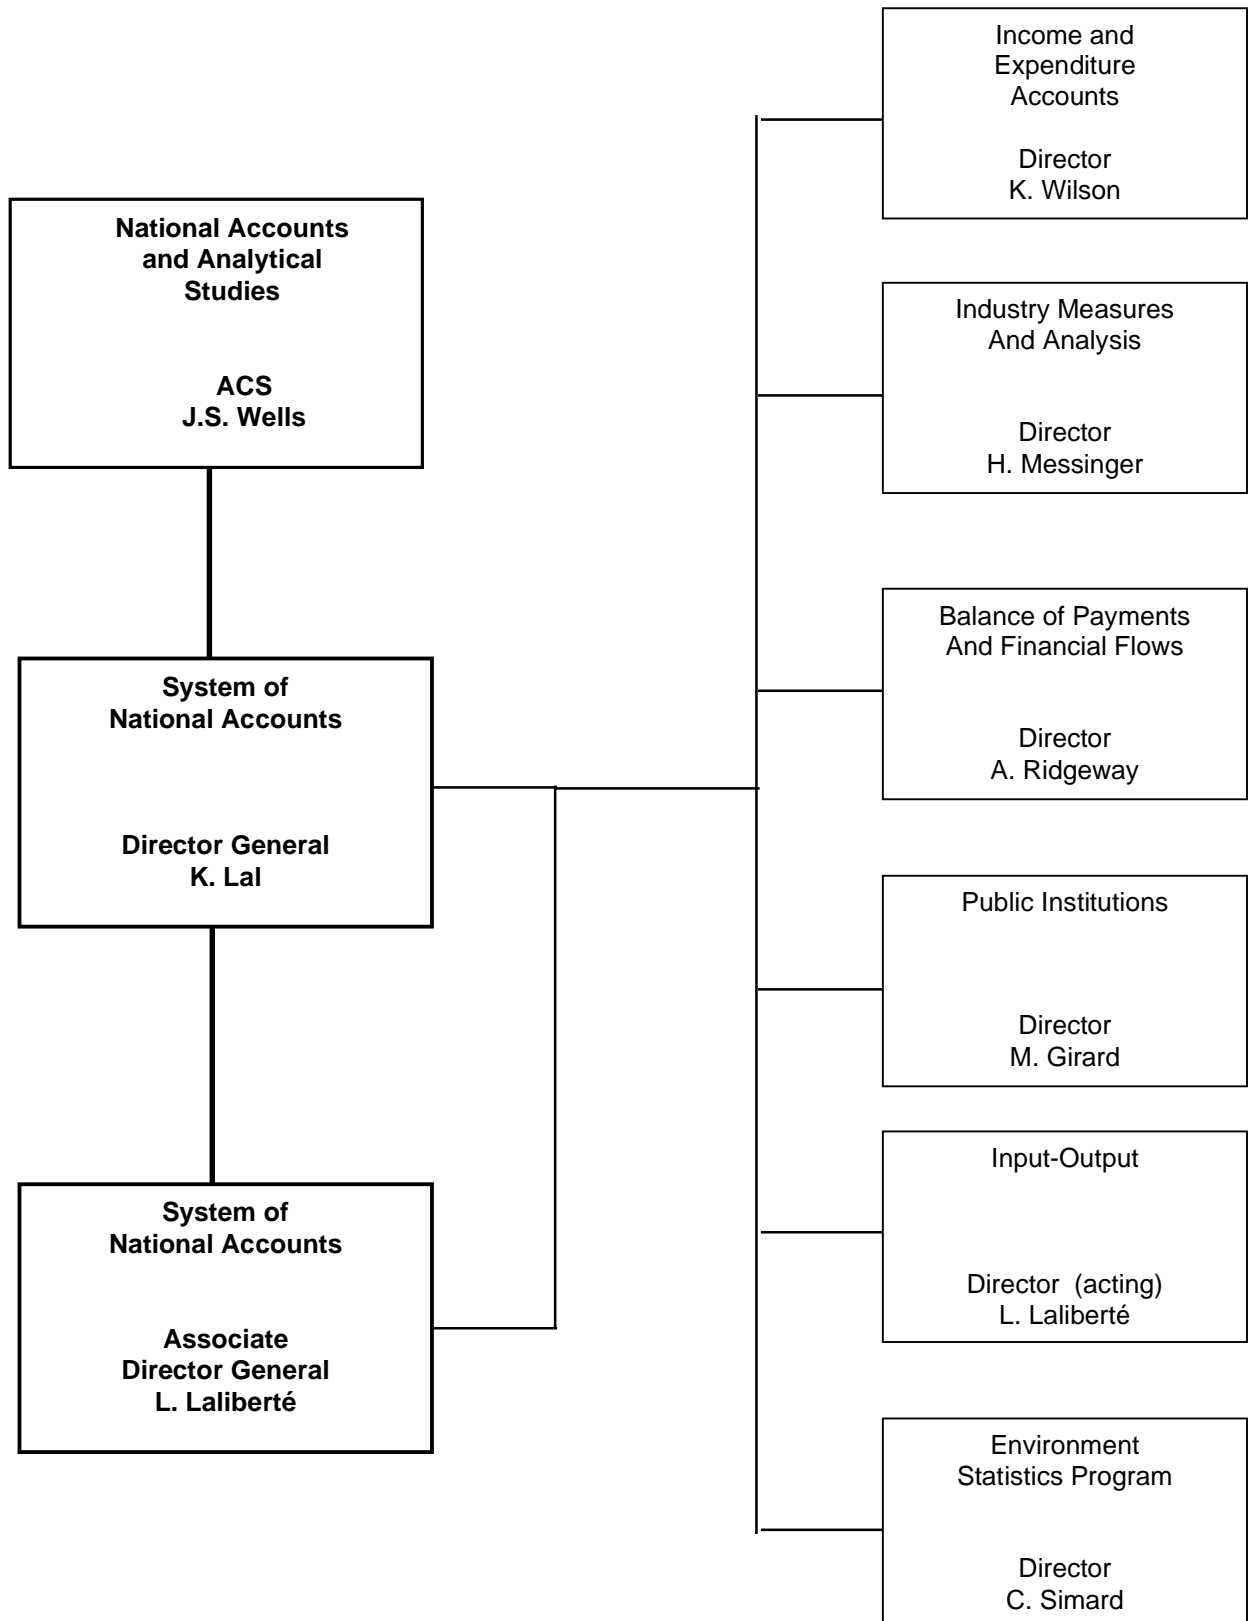 National Accounts
and Analytical
Studies
ACS
J.S. Wells
System of
National Accounts
Director General
K. Lal
System of
National Accounts
Associate
Director General
L. Laliberté
Income and
Expenditure
Accounts
Director
K. Wilson
Industry Measures
And Analysis
Director
H. Messinger
Balance of Payments
And Financial Flows
Director
A. Ridgeway
Public Institutions
Director
M. Girard
Input-Output
Director (acting)
L. Laliberté
Environment
Statistics Program
Director
C. Simard